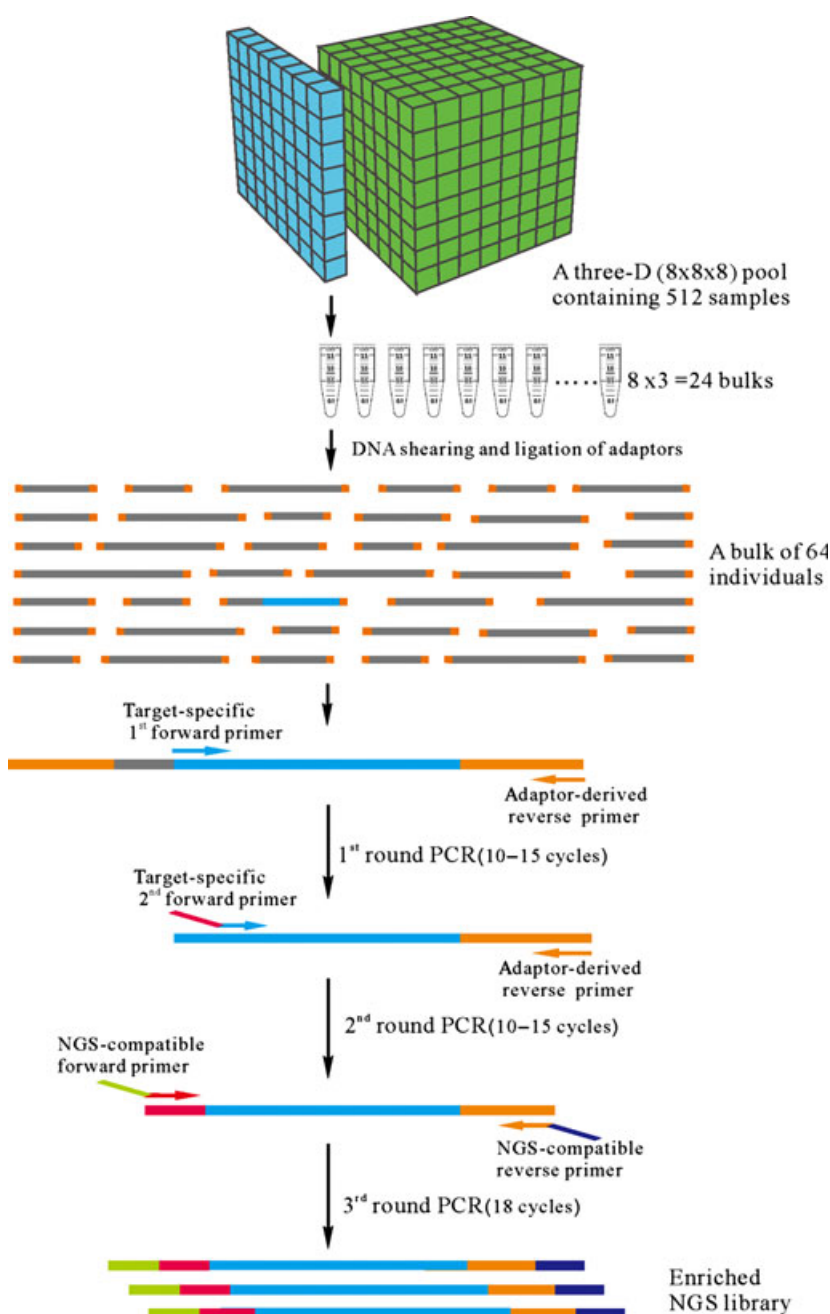 A three-D (8x8x8) pool
containing 512 samples
8 x3 =24 bulks
DNA shearing and ligation of adaptors
A bulk of 64
individuals
Target-specific
1st forward primer
Adaptor-derived
reverse primer
1st round PCR(10–15 cycles)
Target-specific
2nd forward primer
Adaptor-derived
reverse primer
2nd round PCR(10–15 cycles)
NGS-compatible
forward primer
NGS-compatible
reverse primer
3rd round PCR(18 cycles)
Enriched
NGS library